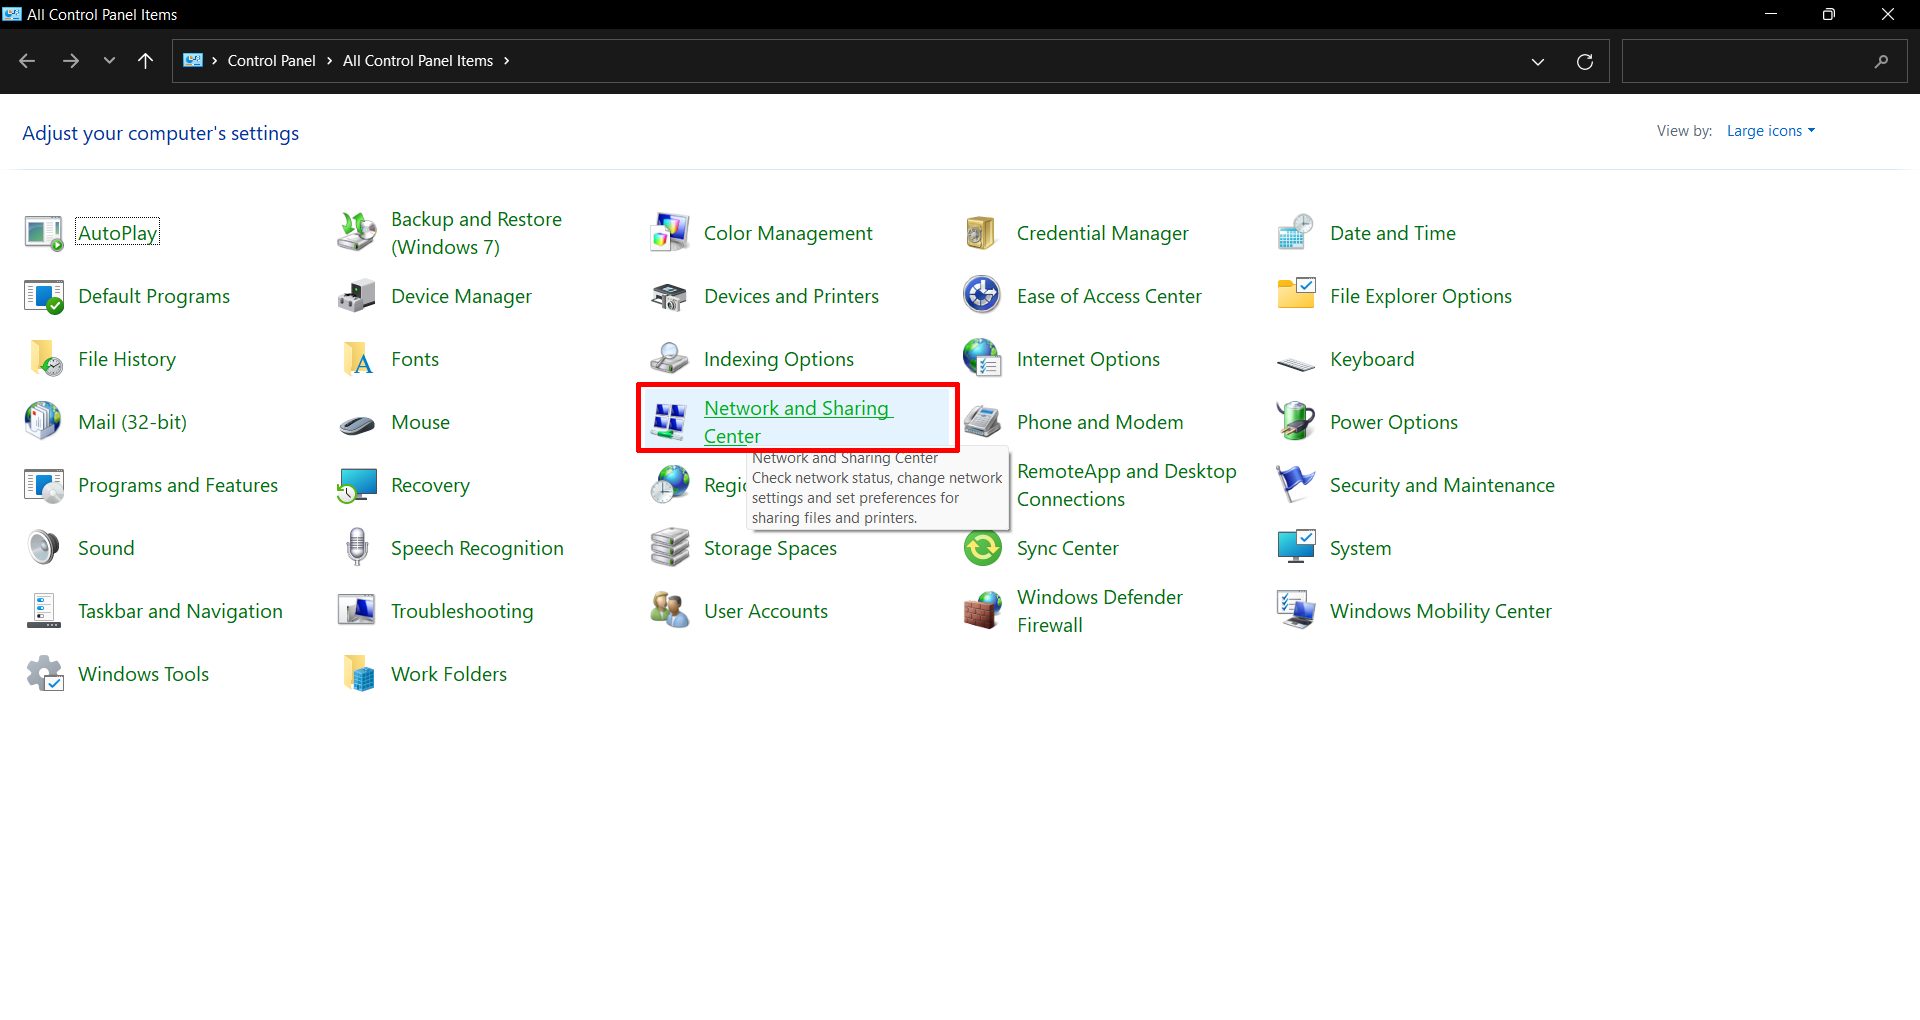 All Control Panel Items
Control Panel > All Control Panel Items >
Adjust your computer's settings
View by: Large icons
AutoPlay
Backup and Restore
(Windows 7)
Color Management
Credential Manager
Date and Time
Default Programs
Device Manager
Devices and Printers
Ease of Access Center
File Explorer Options
File History
Fonts
Indexing Options
Internet Options
Keyboard
Mail (32-bit)
Mouse
Network and Sharing
Center
Phone and Modem
Power Options
Network and Sharing Center
Check network status, change network
settings and set preferences for
sharing files and printers.
Programs and Features
Recovery
RemoteApp and Desktop
Connections
Security and Maintenance
Sound
Speech Recognition
Storage Spaces
Sync Center
System
Taskbar and Navigation
Troubleshooting
User Accounts
Windows Defender
Firewall
Windows Mobility Center
Windows Tools
Work Folders